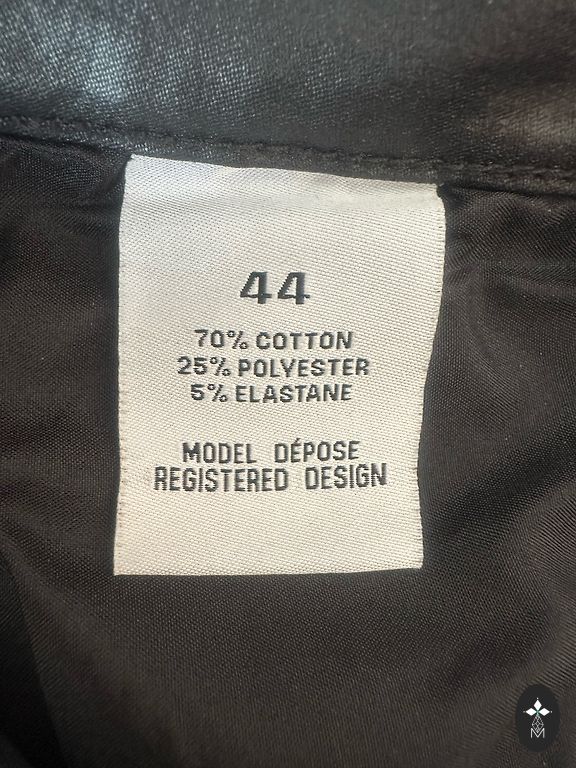 44
70% COTTON
25% POLYESTER
5% ELASTANE
MODEL DÉPOSE
REGISTERED DESIGN
M